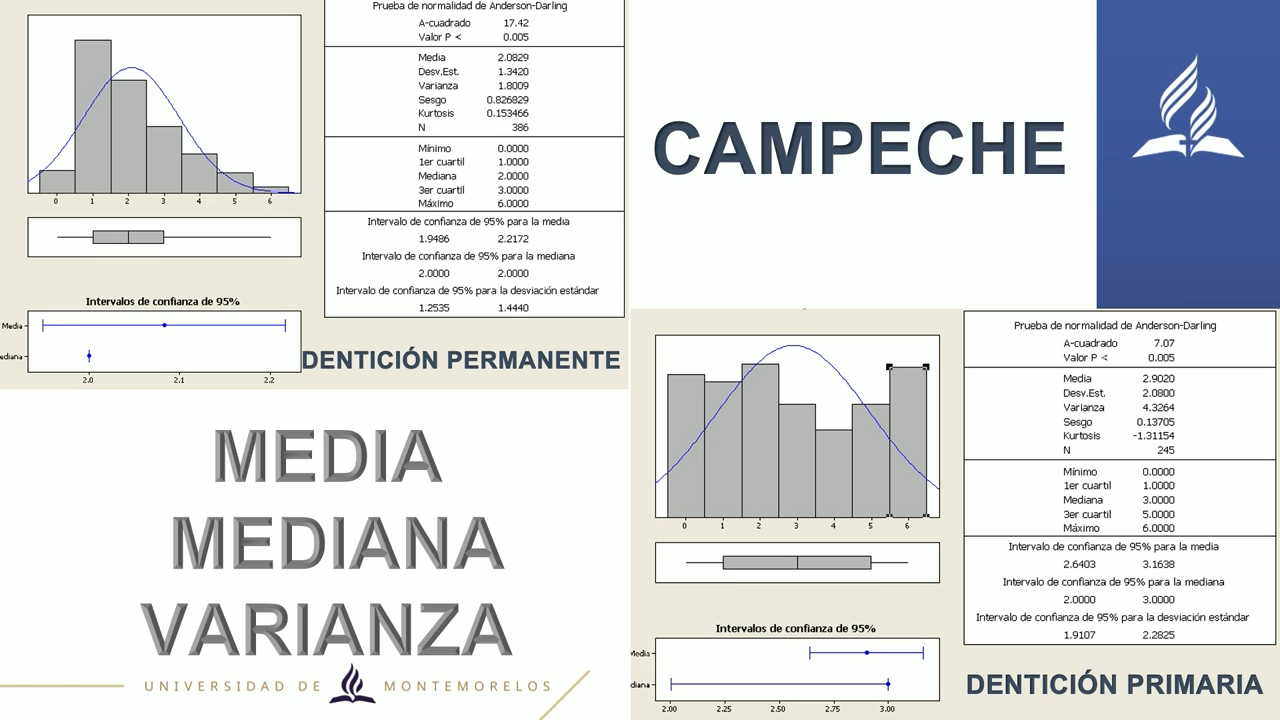 Prueba de normalidad de Anderson-Darling
A-cuadrado 17.42
Valor P < 0.005
Media 2.0829
Desv.Est. 1.3420
Varianza 1.8009
Sesgo 0.826829
Kurtosis 0.153466
N 386
Mínimo 0.0000
1er cuartil 1.0000
Mediana 2.0000
3er cuartil 3.0000
Máximo 6.0000
Intervalo de confianza de 95% para la media
1.9486 2.2172
Intervalo de confianza de 95% para la mediana
2.0000 2.0000
Intervalo de confianza de 95% para la desviación estándar
1.2535 1.4440
0 1 2 3 4 5 6
Intervalos de confianza de 95%
Media
ediana
2.0 2.1 2.2
DENTICIÓN PERMANENTE
CAMPECHE
MEDIA
MEDIANA
VARIANZA
UNIVERSIDAD DE MONTEMORELOS
Prueba de normalidad de Anderson-Darling
A-cuadrado 7.07
Valor P < 0.005
Media 2.9020
Desv.Est. 2.0800
Varianza 4.3264
Sesgo 0.13705
Kurtosis -1.31154
N 245
Mínimo 0.0000
1er cuartil 1.0000
Mediana 3.0000
3er cuartil 5.0000
Máximo 6.0000
Intervalo de confianza de 95% para la media
2.6403 3.1638
Intervalo de confianza de 95% para la mediana
2.0000 3.0000
Intervalo de confianza de 95% para la desviación estándar
1.9107 2.2825
0 1 2 3 4 5 6
Intervalos de confianza de 95%
Media
diana
2.00 2.25 2.50 2.75 3.00
DENTICIÓN PRIMARIA